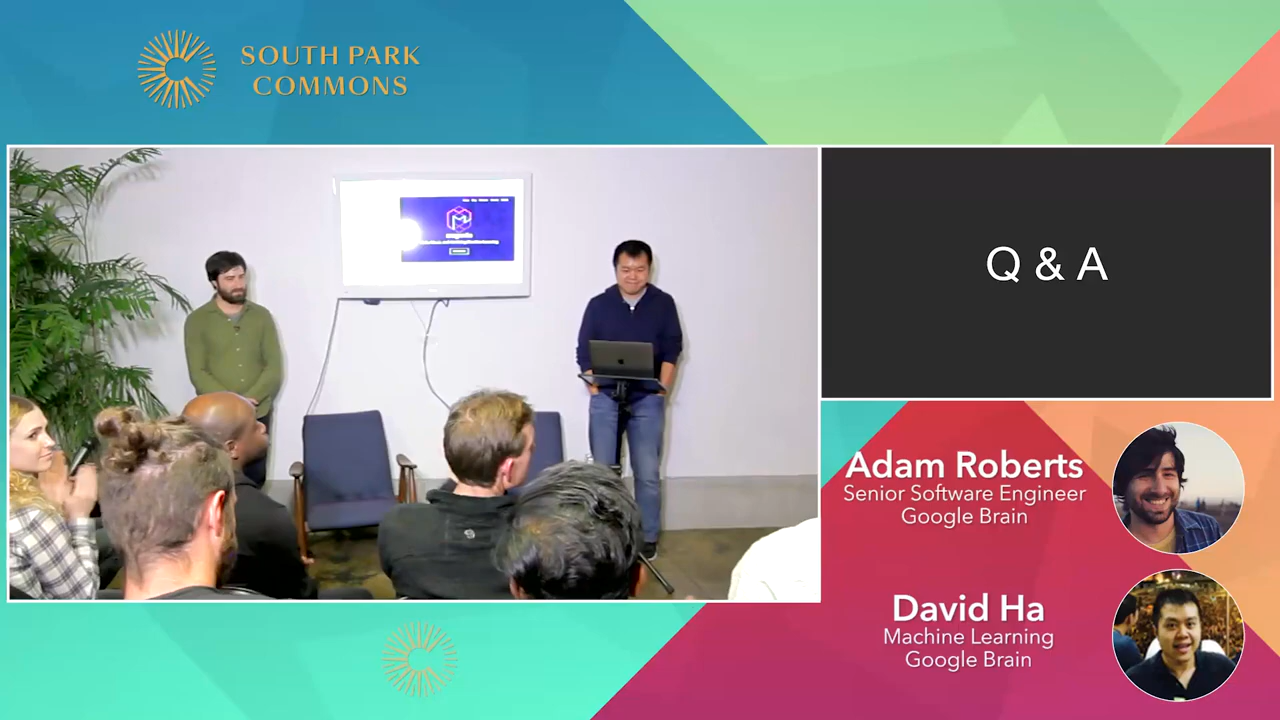 SOUTH PARK
COMMONS
Q & A
Adam Roberts
Senior Software Engineer
Google Brain
David Ha
Machine Learning
Google Brain